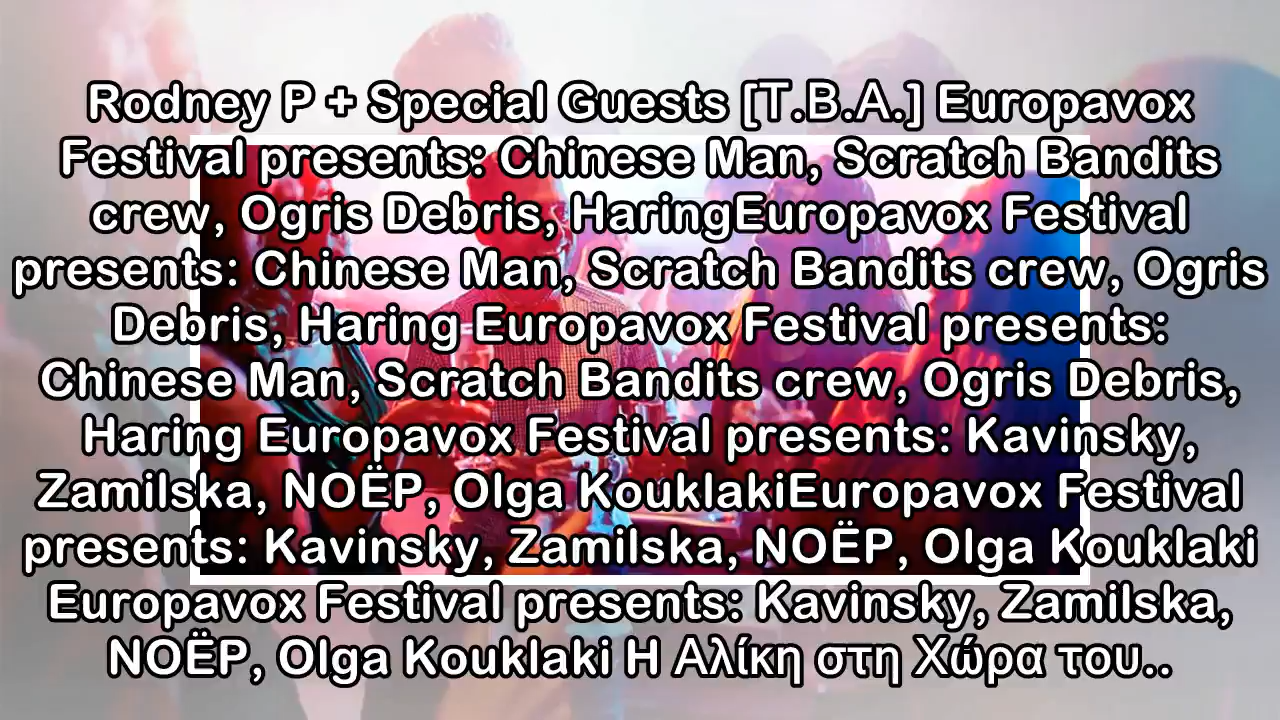 Rodney P + Special Guests [T.B.A.] Europavox
Festival presents: Chinese Man, Scratch Bandits
crew, Ogris Debris, HaringEuropavox Festival
presents: Chinese Man, Scratch Bandits crew, Ogris
Debris, Haring Europavox Festival presents:
Chinese Man, Scratch Bandits crew, Ogris Debris,
Haring Europavox Festival presents: Kavinsky,
Zamilska, NOËP, Olga KouklakiEuropavox Festival
presents: Kavinsky, Zamilska, NOËP, Olga Kouklaki
Europavox Festival presents: Kavinsky, Zamilska,
NOËP, Olga Kouklaki Η Αλίκη στη Χώρα του..